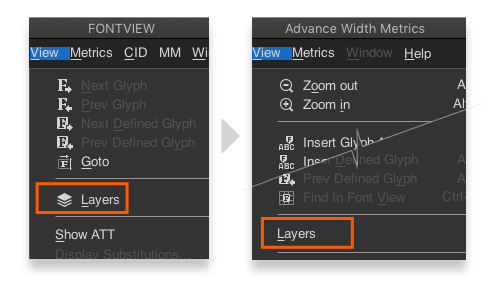 FONTVIEW
View Metrics CID MM Wi
Next Glyph
Prev Glyph
Next Defined Glyph
Prev Defined Glyph
Goto
Layers
Show ATT
Display Substitutions...
Advance Width Metrics
View Metrics Window Help
Zoom out A
Zoom in Al
Insert Glyph A
Defined Glyph A
Prev Defined Glyph A
Find In Font View Ctrl-
Layers